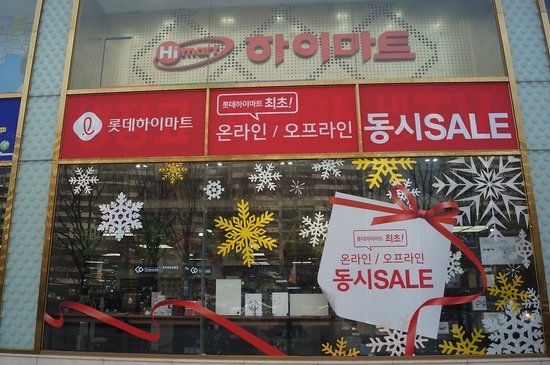 Himart 하이마트
롯데하이마트
롯데하이마트 최초!
온라인 / 오프라인
동시SALE
롯데하이마트 최초!
온라인 / 오프라인
동시SALE
SAMSUNG